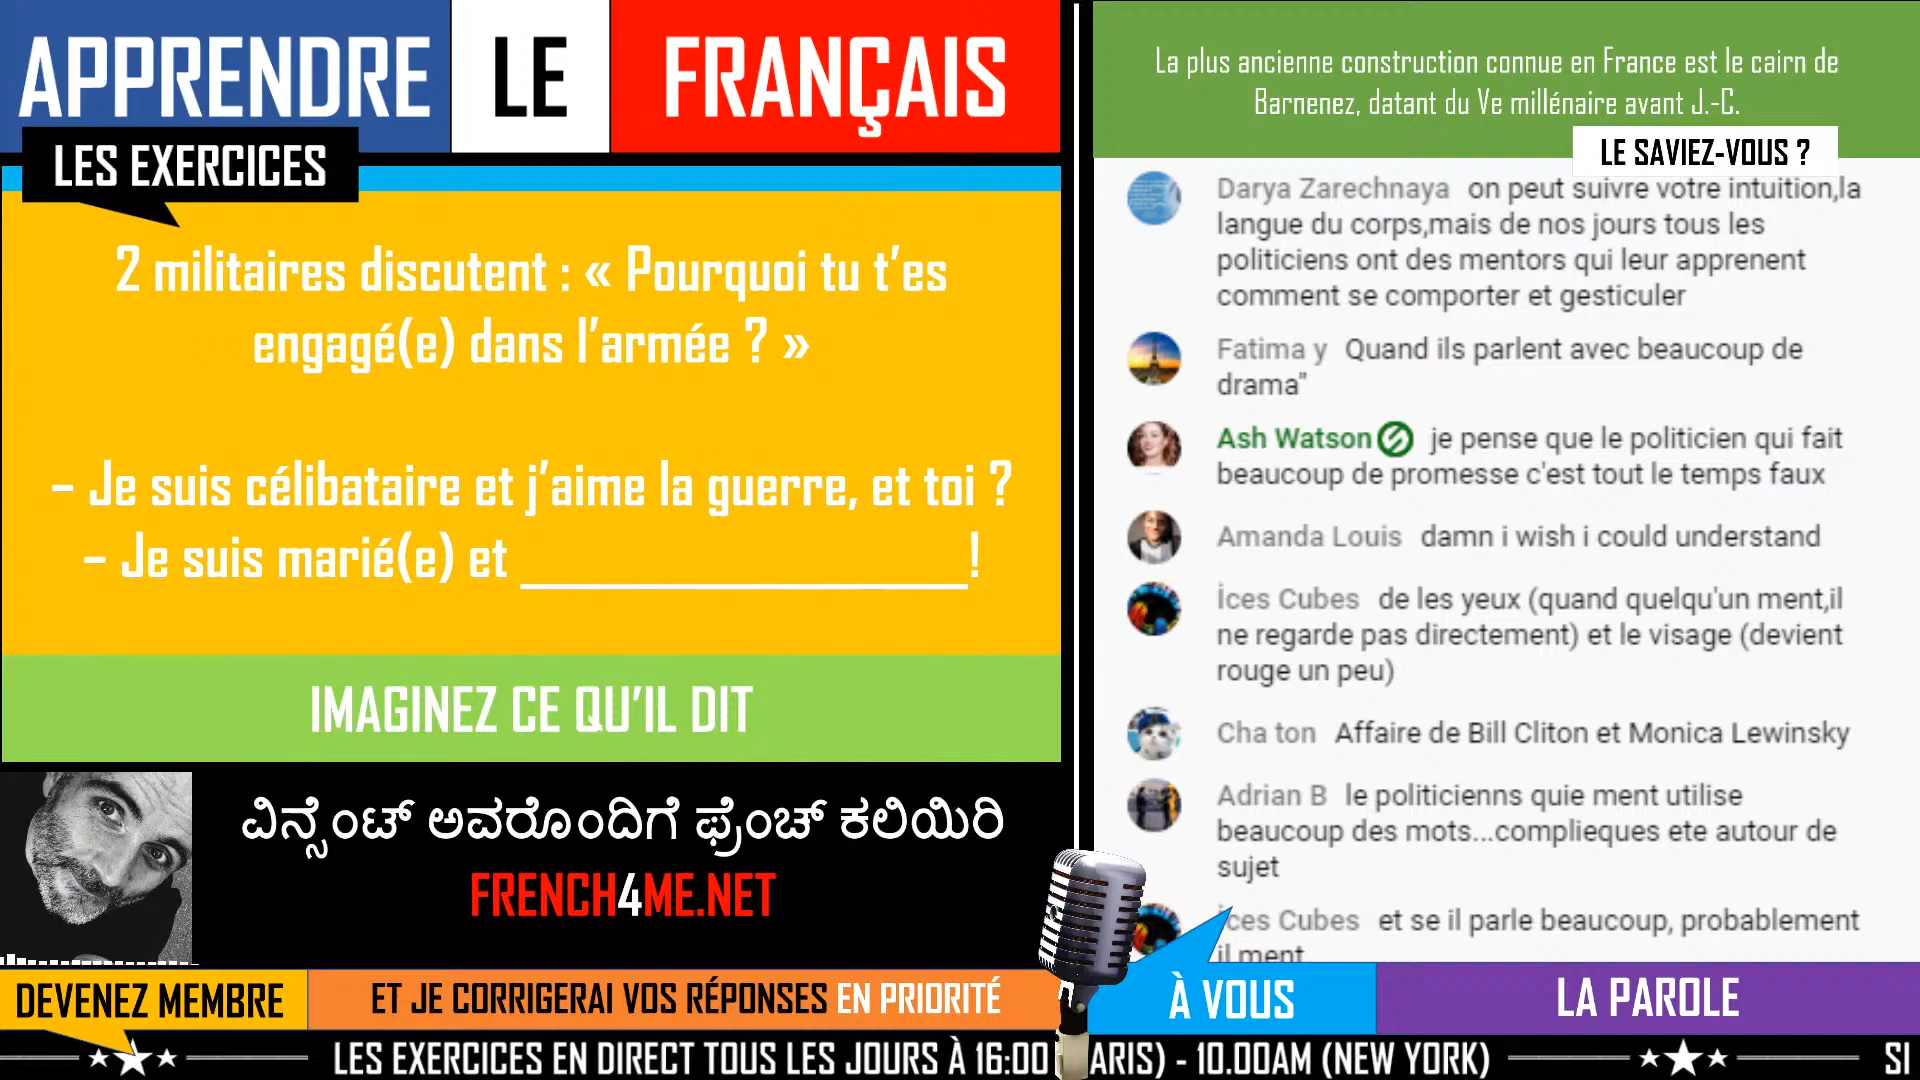 APPRENDRE LE FRANÇAIS
LES EXERCICES
2 militaires discutent : « Pourquoi tu t’es
engagé(e) dans l’armée ? »
– Je suis célibataire et j’aime la guerre, et toi ?
– Je suis marié(e) et ____________________!
IMAGINEZ CE QU’IL DIT
ವಿನ್ಸೆಂಟ್ ಅವರೊಂದಿಗೆ ಫ್ರೆಂಚ್ ಕಲಿಯಿರಿ
FRENCH4ME.NET
DEVENEZ MEMBRE
ET JE CORRIGERAI VOS RÉPONSES EN PRIORITÉ
La plus ancienne construction connue en France est le cairn de
Barnenez, datant du Ve millénaire avant J.-C.
LE SAVIEZ-VOUS ?
Darya Zarechnaya on peut suivre votre intuition,la
langue du corps,mais de nos jours tous les
politiciens ont des mentors qui leur apprenent
comment se comporter et gesticuler
Fatima y Quand ils parlent avec beaucoup de
drama"
Ash Watson je pense que le politicien qui fait
beaucoup de promesse c'est tout le temps faux
Amanda Louis damn i wish i could understand
İces Cubes de les yeux (quand quelqu'un ment,il
ne regarde pas directement) et le visage (devient
rouge un peu)
Cha ton Affaire de Bill Cliton et Monica Lewinsky
Adrian B le politicienns quie ment utilise
beaucoup des mots...complieques ete autour de
sujet
İces Cubes et se il parle beaucoup, probablement
il ment
À VOUS
LA PAROLE
LES EXERCICES EN DIRECT TOUS LES JOURS À 16:00 ARIS) - 10.00AM (NEW YORK) SI